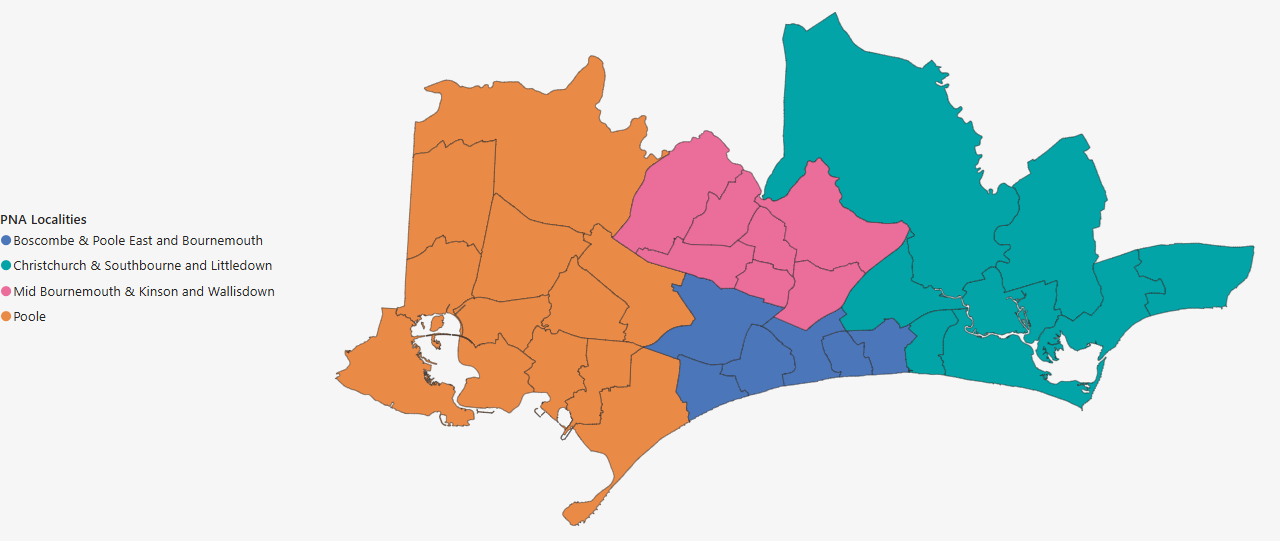 PNA Localities
Boscombe & Poole East and Bournemouth
Christchurch & Southbourne and Littledown
Mid Bournemouth & Kinson and Wallisdown
Poole